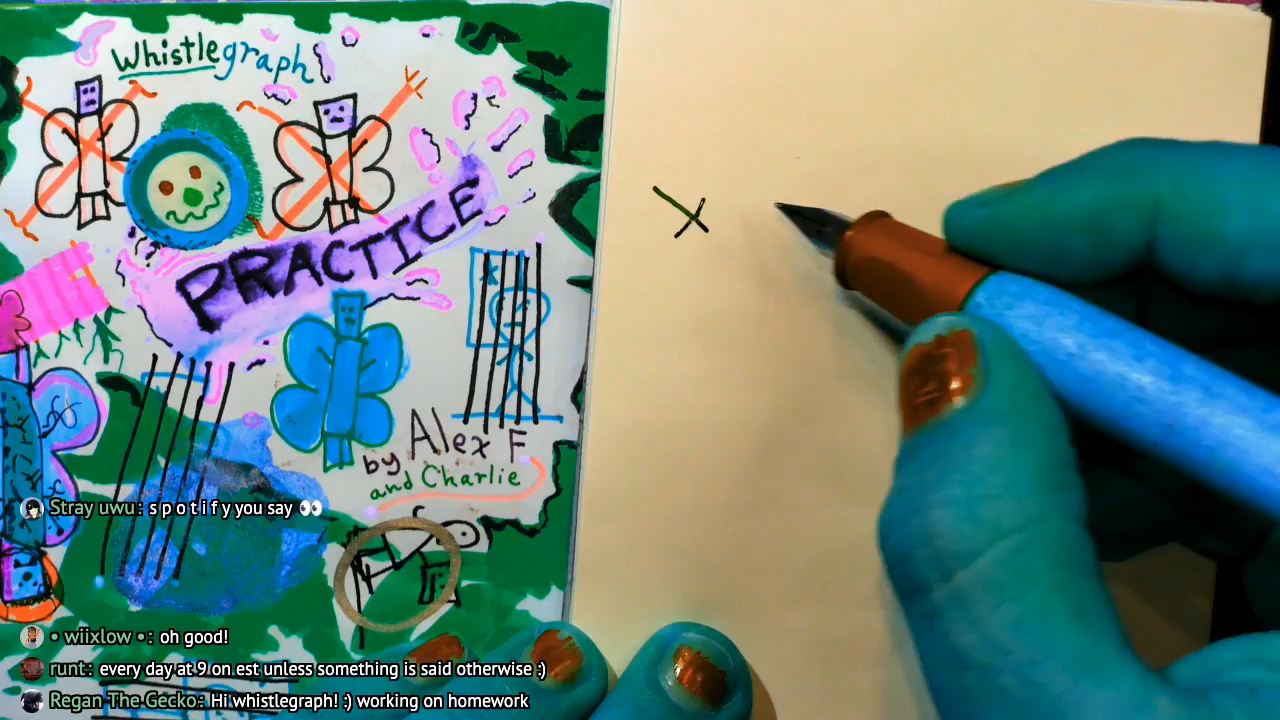 Whistlegraph
PRACTICE
by Alex F
and Charlie
Stray uwu: s p o t i f y you say 👀
• wiixlow •: oh good!
runt: every day at 9 on est unless something is said otherwise :)
Regan The Gecko: Hi whistlegraph! :) working on homework